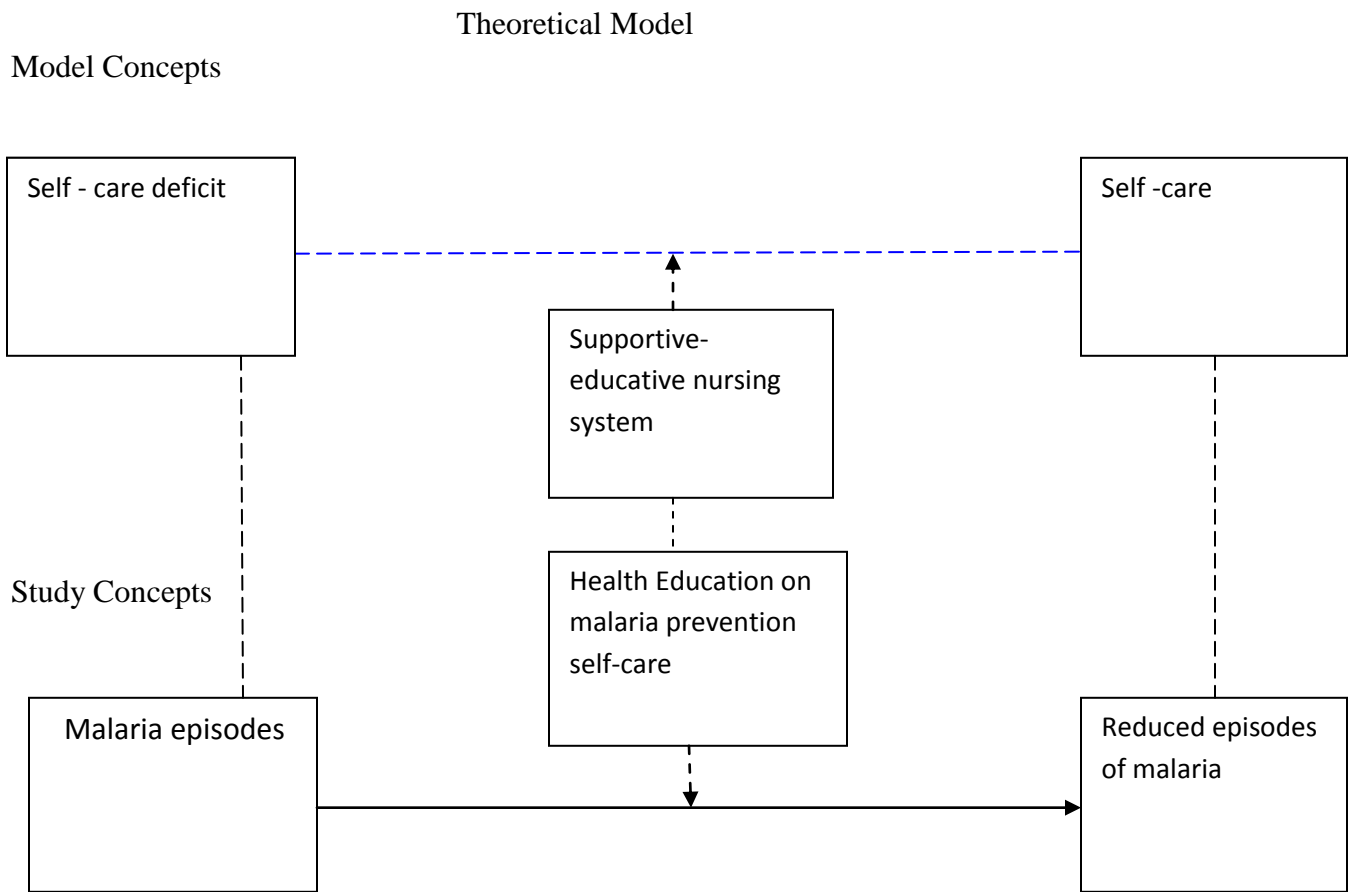 Theoretical Model
Model Concepts
Self - care deficit
Self -care
Supportive-
educative nursing
system
Study Concepts
Health Education on
malaria prevention
self-care
Malaria episodes
Reduced episodes
of malaria